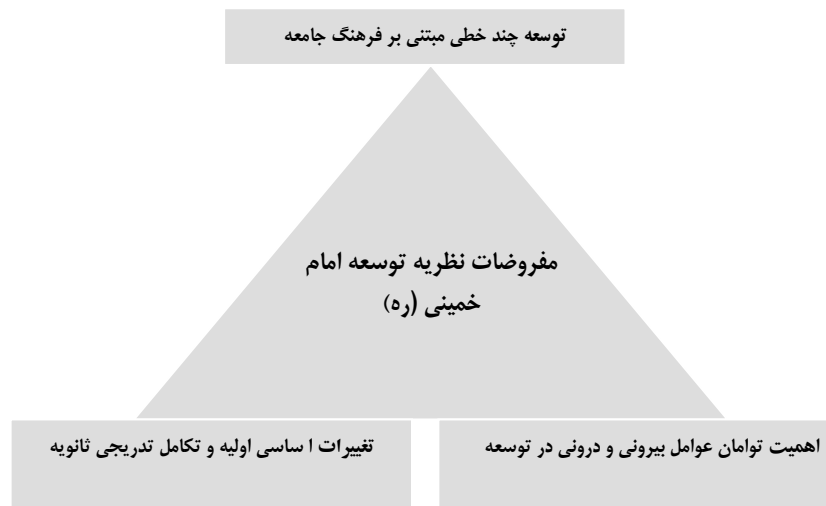 توسعه چند خطی مبتنی بر فرهنگ جامعه
مفروضات نظریه توسعه امام
خمینی (ره)
اهمیت توامان عوامل بیرونی و درونی در توسعه
تغییرات ا ساسی اولیه و تکامل تدریجی ثانویه